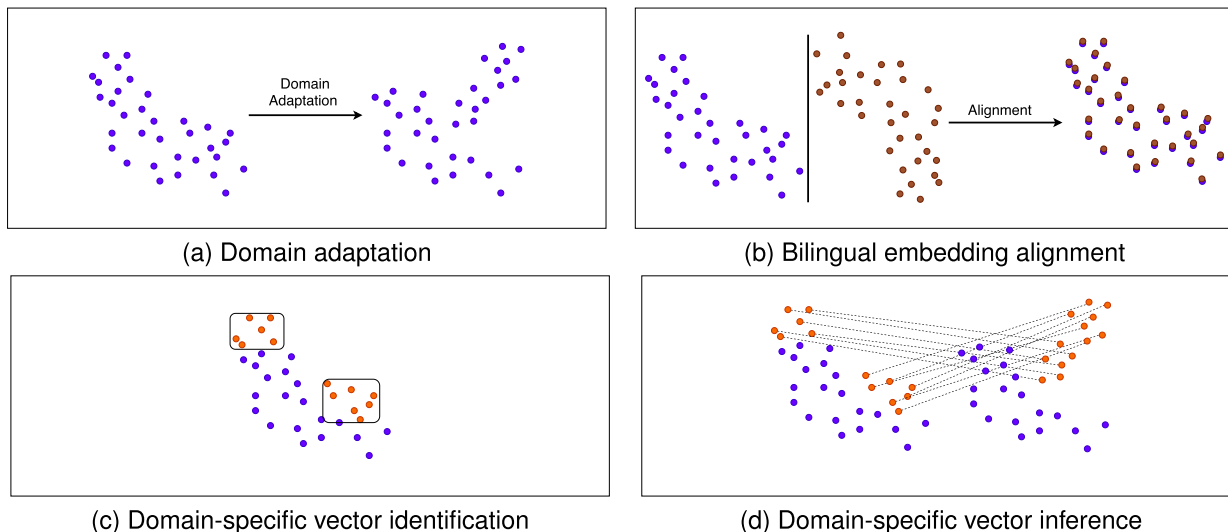 Domain
Adaptation
Alignment
(a) Domain adaptation
(b) Bilingual embedding alignment
(c) Domain-specific vector identification
(d) Domain-specific vector inference